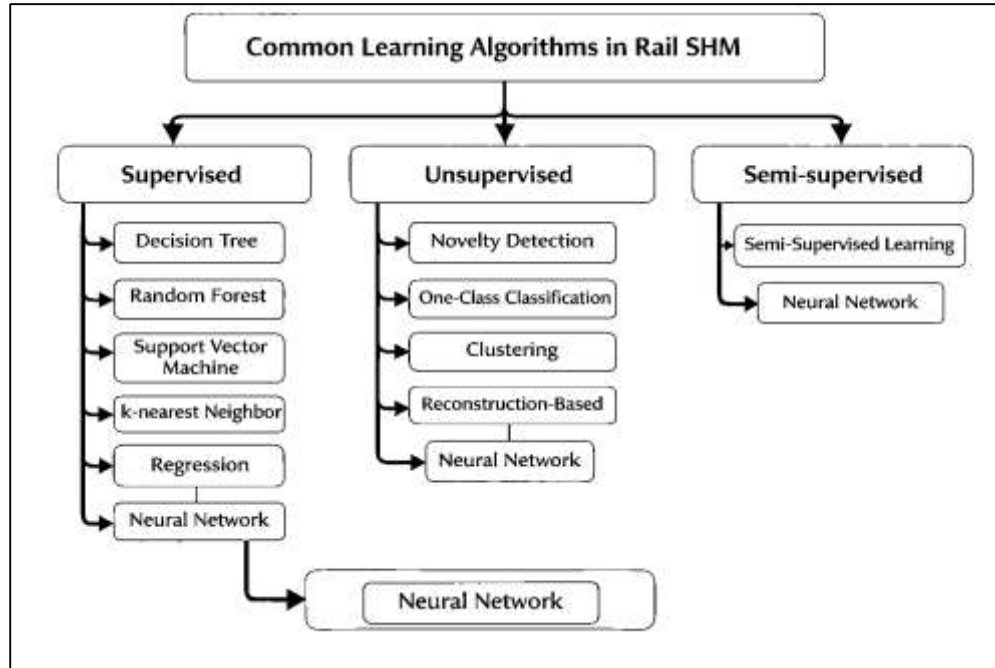 Common Learning Algorithms in Rail SHM
Supervised
Decision Tree
Random Forest
Support Vector
Machine
k-nearest Neighbor
Regression
Neural Network
Unsupervised
Novelty Detection
One-Class Classification
Clustering
Reconstruction-Based
Neural Network
Semi-supervised
Semi-Supervised Learning
Neural Network
Neural Network